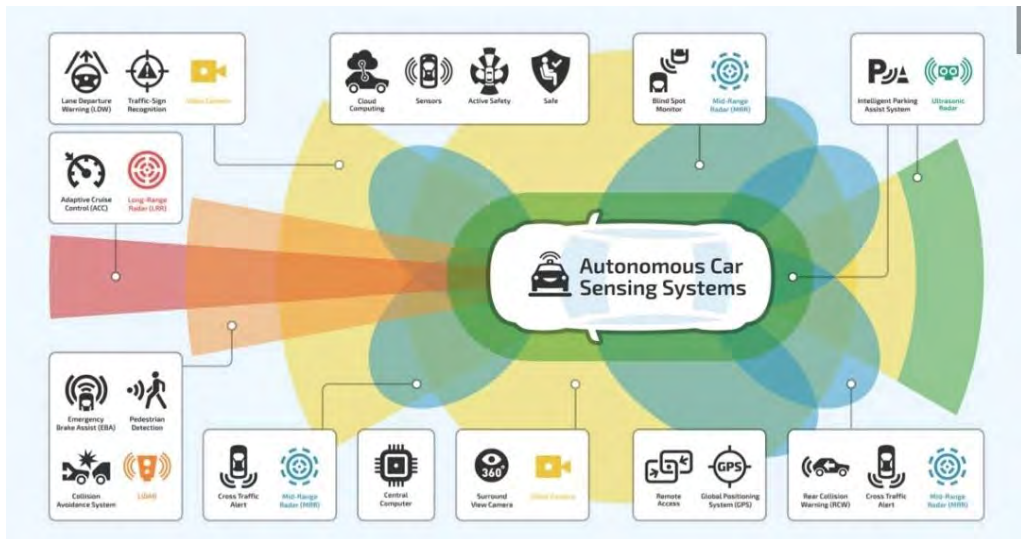 Lane Departure
Warning (LDW)
Traffic-Sign
Recognition
Video Camera
Cloud
Computing
Sensors
Active Safety
Safe
Blind Spot
Monitor
Mid-Range
Radar (MRR)
Intelligent Parking
Assist System
Ultrasonic
Radar
Adaptive Cruise
Control (ACC)
Long-Range
Radar (LRR)
Autonomous Car
Sensing Systems
Emergency
Brake Assist (EBA)
Pedestrian
Detection
Collision
Avoidance System
LIDAR
Cross Traffic
Alert
Mid-Range
Radar (MRR)
Central
Computer
360°
Surround
View Camera
Video Camera
Remote
Access
GPS
Global Positioning
System (GPS)
Rear Collision
Warning (RCW)
Cross Traffic
Alert
Mid-Range
Radar (MRR)